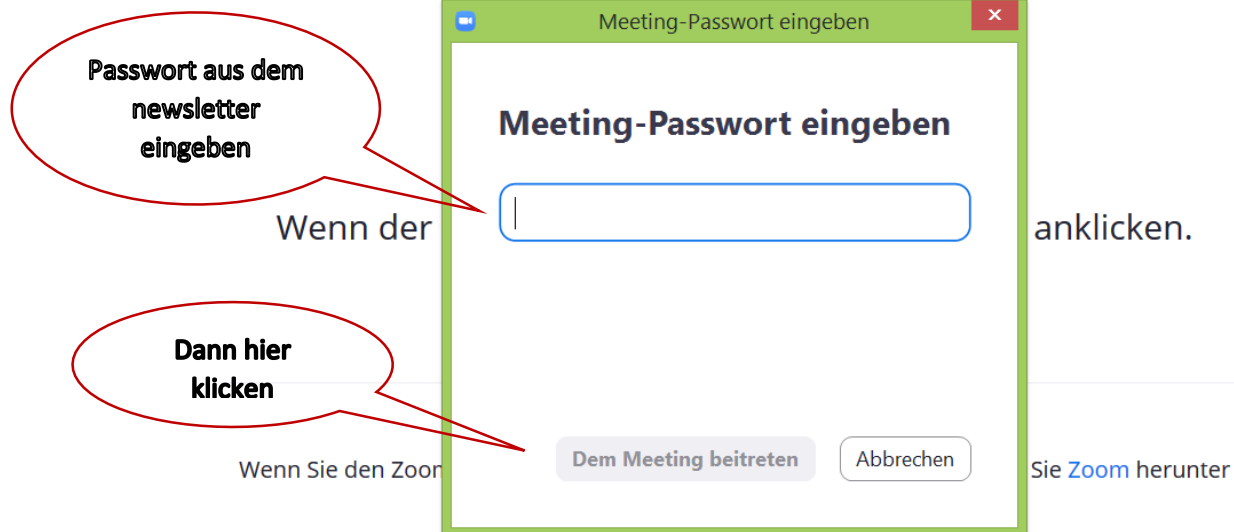 Meeting-Passwort eingeben
Passwort aus dem
newsletter
eingeben
Meeting-Passwort eingeben
Wenn der
anklicken.
Dann hier
klicken
Dem Meeting beitreten
Abbrechen
Wenn Sie den Zoom
Sie Zoom herunter